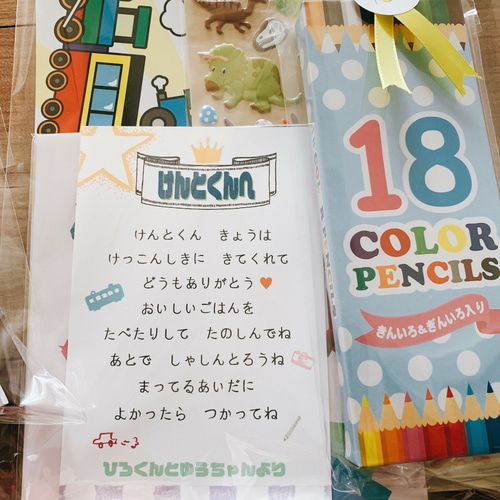 けんとくんへ
けんとくん きょうは
けっこんしきに きてくれて
どうもありがとう
おいしいごはんを
たべたりして たのしんでね
あとで しゃしんとろうね
まってるあいだに
よかったら つかってね
ひろくんとゆうちゃんより
18
COLOR
PENCILS
きんいろ&ぎんいろ入り